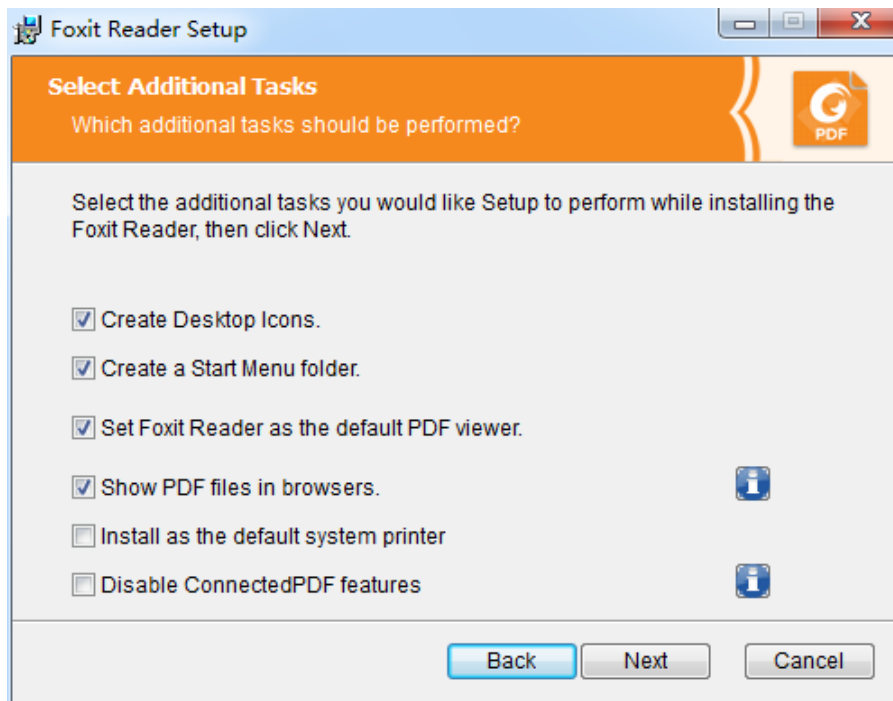 Foxit Reader Setup
Select Additional Tasks
Which additional tasks should be performed?
PDF
Select the additional tasks you would like Setup to perform while installing the
Foxit Reader, then click Next.
Create Desktop Icons.
Create a Start Menu folder.
Set Foxit Reader as the default PDF viewer.
Show PDF files in browsers.
Install as the default system printer
Disable ConnectedPDF features
Back Next Cancel